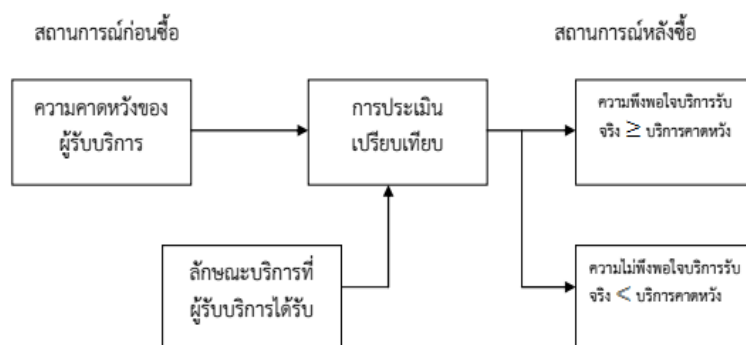 สถานการณ์ก่อนซื้อ
สถานการณ์หลังซื้อ
ความคาดหวังของ
ผู้รับบริการ
การประเมิน
เปรียบเทียบ
ความพึงพอใจบริการรับ
จริง ≥ บริการคาดหวัง
ลักษณะบริการที่
ผู้รับบริการได้รับ
ความไม่พึงพอใจบริการรับ
จริง < บริการคาดหวัง